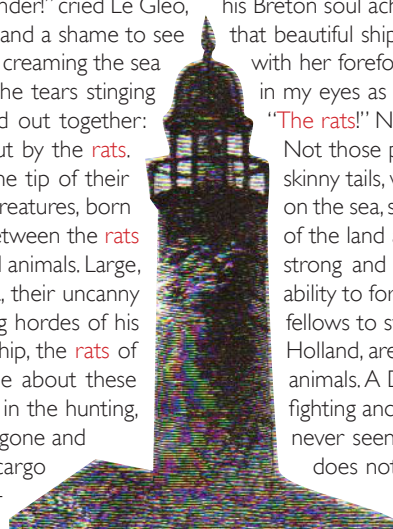 nder!” cried Le Gleo, his Breton soul ach
and a shame to see that beautiful ship
creaming the sea with her forefo
he tears stinging in my eyes as
d out together: “The rats!” N
ut by the rats. Not those p
he tip of their skinny tails, v
reatures, born on the sea, s
etween the rats of the land
l animals. Large, strong and
, their uncanny ability to for
g hordes of his fellows to s
hip, the rats of Holland, are
e about these animals. A D
in the hunting, fighting and
gone and never seen
cargo does not
-